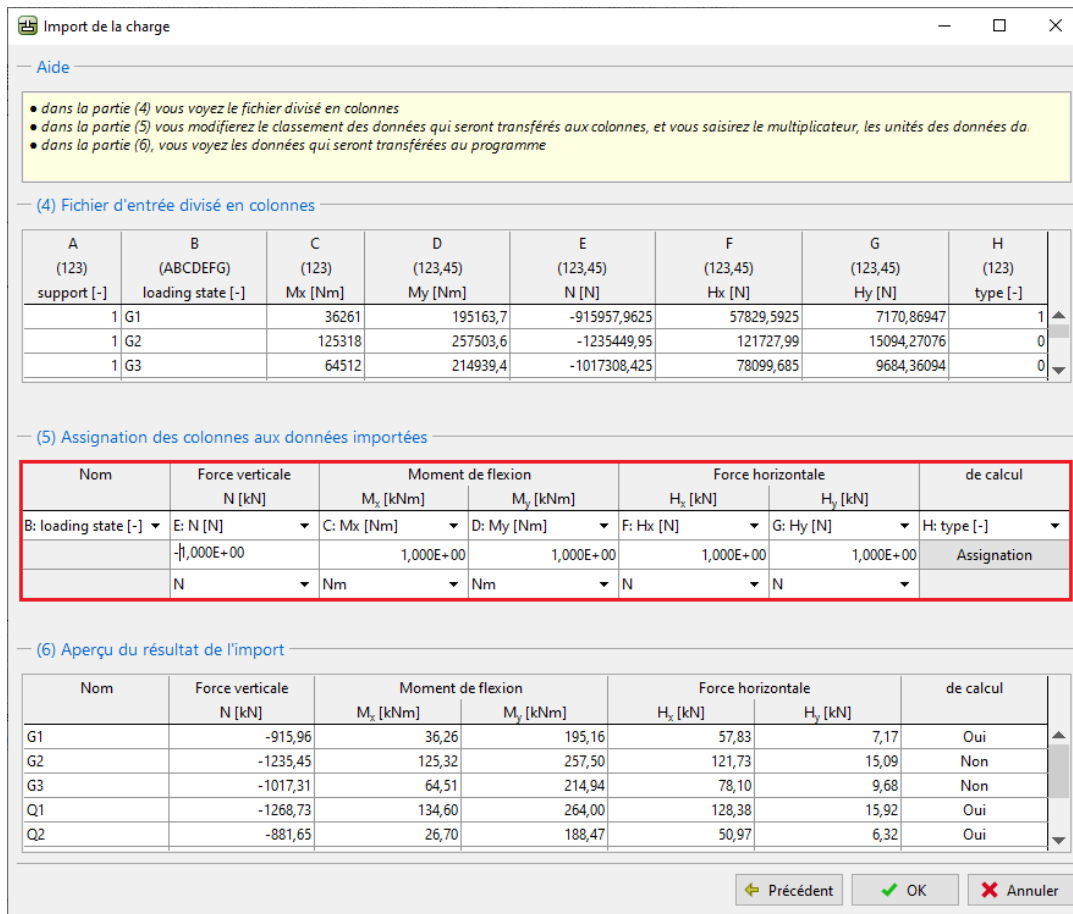 Import de la charge
Aide
● dans la partie (4) vous voyez le fichier divisé en colonnes
● dans la partie (5) vous modifierez le classement des données qui seront transférés aux colonnes, et vous saisirez le multiplicateur, les unités des données da.
● dans la partie (6), vous voyez les données qui seront transférées au programme
(4) Fichier d'entrée divisé en colonnes
A B C D E F G H
(123) (ABCDEFG) (123) (123,45) (123,45) (123,45) (123,45) (123)
support [-] loading state [-] Mx [Nm] My [Nm] N [N] Hx [N] Hy [N] type [-]
1 G1 36261 195163,7 -915957,9625 57829,5925 7170,86947 1
1 G2 125318 257503,6 -1235449,95 121727,99 15094,27076 0
1 G3 64512 214939,4 -1017308,425 78099,685 9684,36094 0
(5) Assignation des colonnes aux données importées
Nom Force verticale Moment de flexion Force horizontale de calcul
N [kN] Mx [kNm] My [kNm] Hx [kN] Hy [kN]
B: loading state [-] E: N [N] C: Mx [Nm] D: My [Nm] F: Hx [N] G: Hy [N] H: type [-]
-1,000E+00 1,000E+00 1,000E+00 1,000E+00 1,000E+00 Assignation
N Nm Nm N N
(6) Aperçu du résultat de l'import
Nom Force verticale Moment de flexion Force horizontale de calcul
N [kN] Mx [kNm] My [kNm] Hx [kN] Hy [kN]
G1 -915,96 36,26 195,16 57,83 7,17 Oui
G2 -1235,45 125,32 257,50 121,73 15,09 Non
G3 -1017,31 64,51 214,94 78,10 9,68 Non
Q1 -1268,73 134,60 264,00 128,38 15,92 Oui
Q2 -881,65 26,70 188,47 50,97 6,32 Oui
Précédent OK Annuler